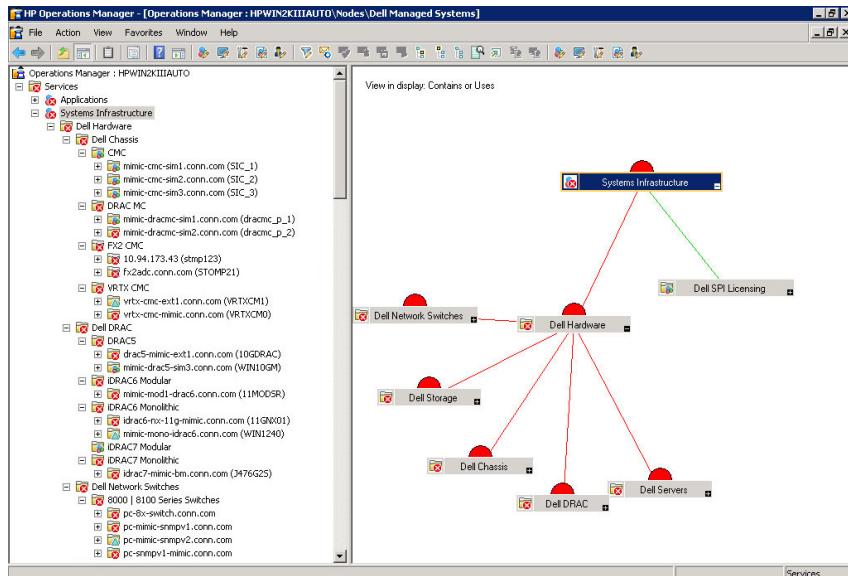 HP Operations Manager - [Operations Manager : HPWIN2KIIIAUTO\Nodes\Dell Managed Systems]
File Action View Favorites Window Help
Operations Manager : HPWIN2KIIIAUTO
Services
Applications
Systems Infrastructure
Dell Hardware
Dell Chassis
CMC
mimic-cmc-sim1.conn.com (SIC_1)
mimic-cmc-sim2.conn.com (SIC_2)
mimic-cmc-sim3.conn.com (SIC_3)
DRAC MC
mimic-dracmc-sim1.conn.com (dracmc_p_1)
mimic-dracmc-sim2.conn.com (dracmc_p_2)
FX2 CMC
10.94.173.43 (stmp123)
fx2adc.conn.com (STOMP21)
VRTX CMC
vrtx-cmc-ext1.conn.com (VRTXCM1)
vrtx-cmc-mimic.conn.com (VRTXCM0)
Dell DRAC
DRAC5
drac5-mimic-ext1.conn.com (10GDRAC)
mimic-drac5-sim3.conn.com (WIN10GM)
iDRAC6 Modular
mimic-mod1-drac6.conn.com (11MOD5R)
iDRAC6 Monolithic
idrac6-nx-11g-mimic.conn.com (11GNX01)
mimic-mono-idrac6.conn.com (WIN1240)
iDRAC7 Modular
iDRAC7 Monolithic
idrac7-mimic-bm.conn.com (J476G2S)
Dell Network Switches
8000 | 8100 Series Switches
pc-8x-switch.conn.com
pc-mimic-snmpv1.conn.com
pc-mimic-snmpv2.conn.com
pc-snmpv1-mimic.conn.com
View in display: Contains or Uses
Systems Infrastructure
Dell SPI Licensing
Dell Network Switches
Dell Hardware
Dell Storage
Dell Chassis
Dell DRAC
Dell Servers
Services